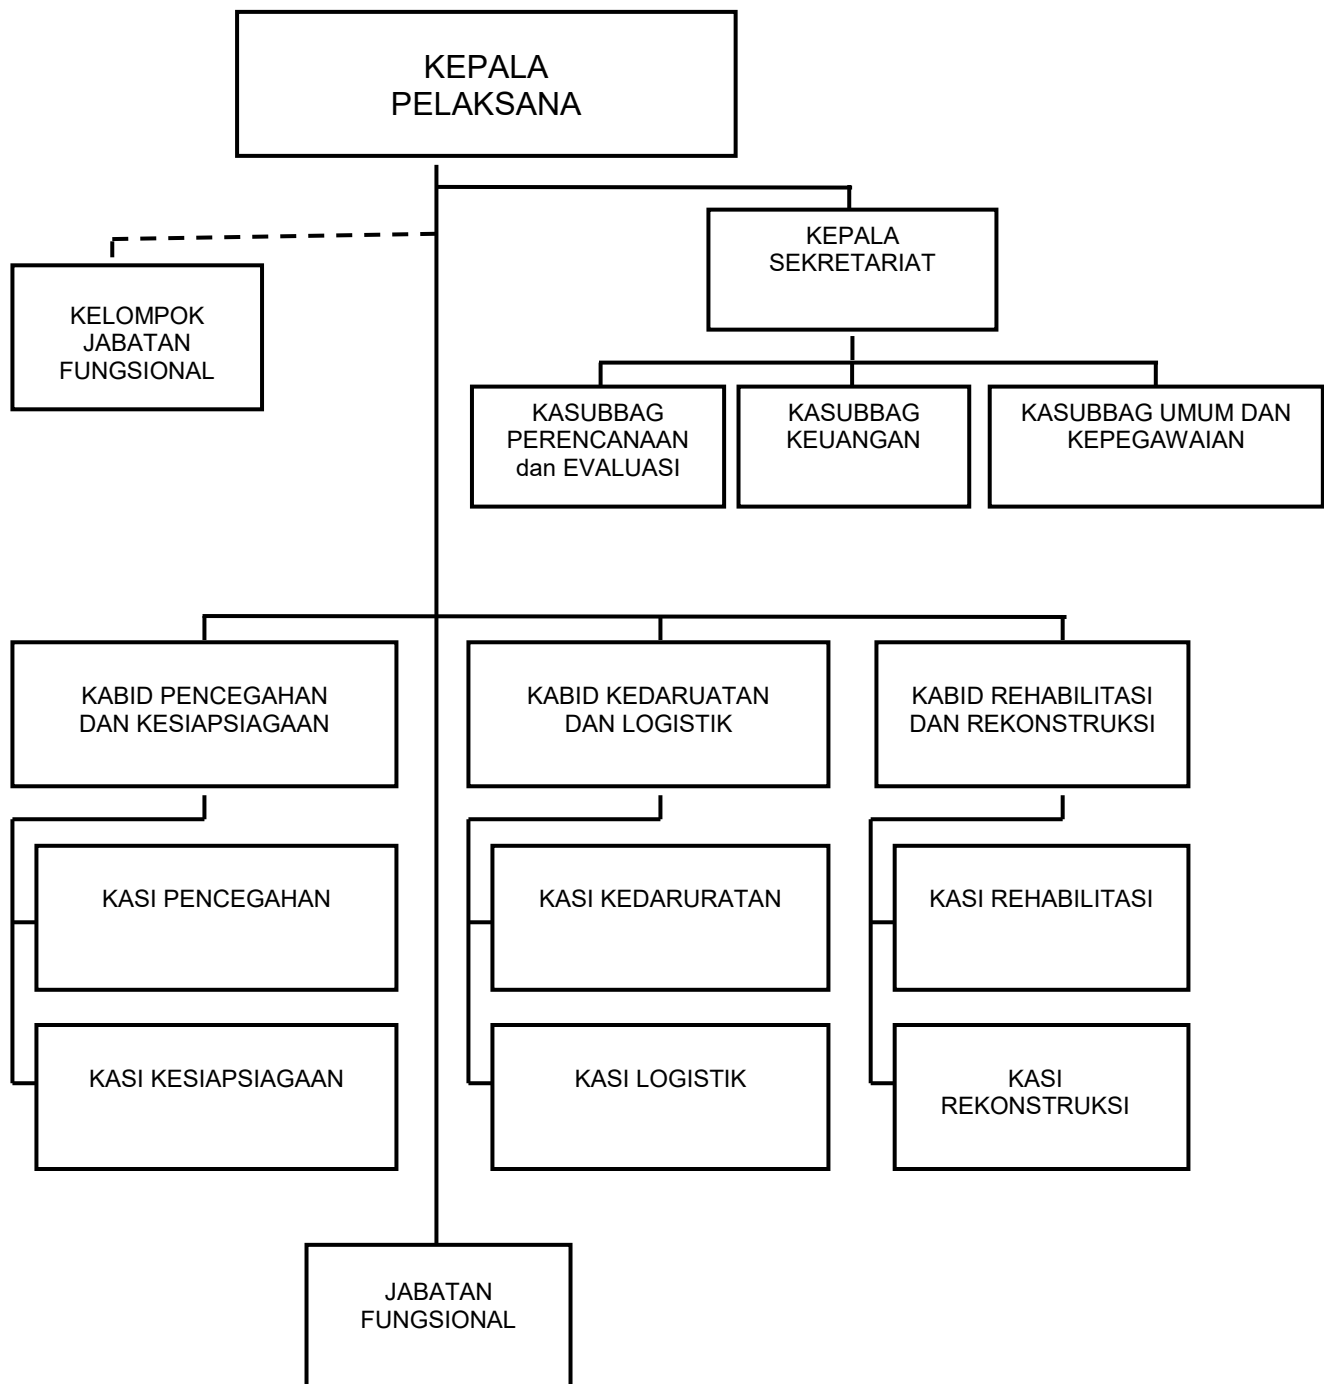 KEPALA
PELAKSANA
KEPALA
SEKRETARIAT
KELOMPOK
JABATAN
FUNGSIONAL
KASUBBAG
PERENCANAAN
dan EVALUASI
KASUBBAG
KEUANGAN
KASUBBAG UMUM DAN
KEPEGAWAIAN
KABID PENCEGAHAN
DAN KESIAPSIAGAAN
KABID KEDARUATAN
DAN LOGISTIK
KABID REHABILITASI
DAN REKONSTRUKSI
KASI PENCEGAHAN
KASI KEDARURATAN
KASI REHABILITASI
KASI KESIAPSIAGAAN
KASI LOGISTIK
KASI
REKONSTRUKSI
JABATAN
FUNGSIONAL